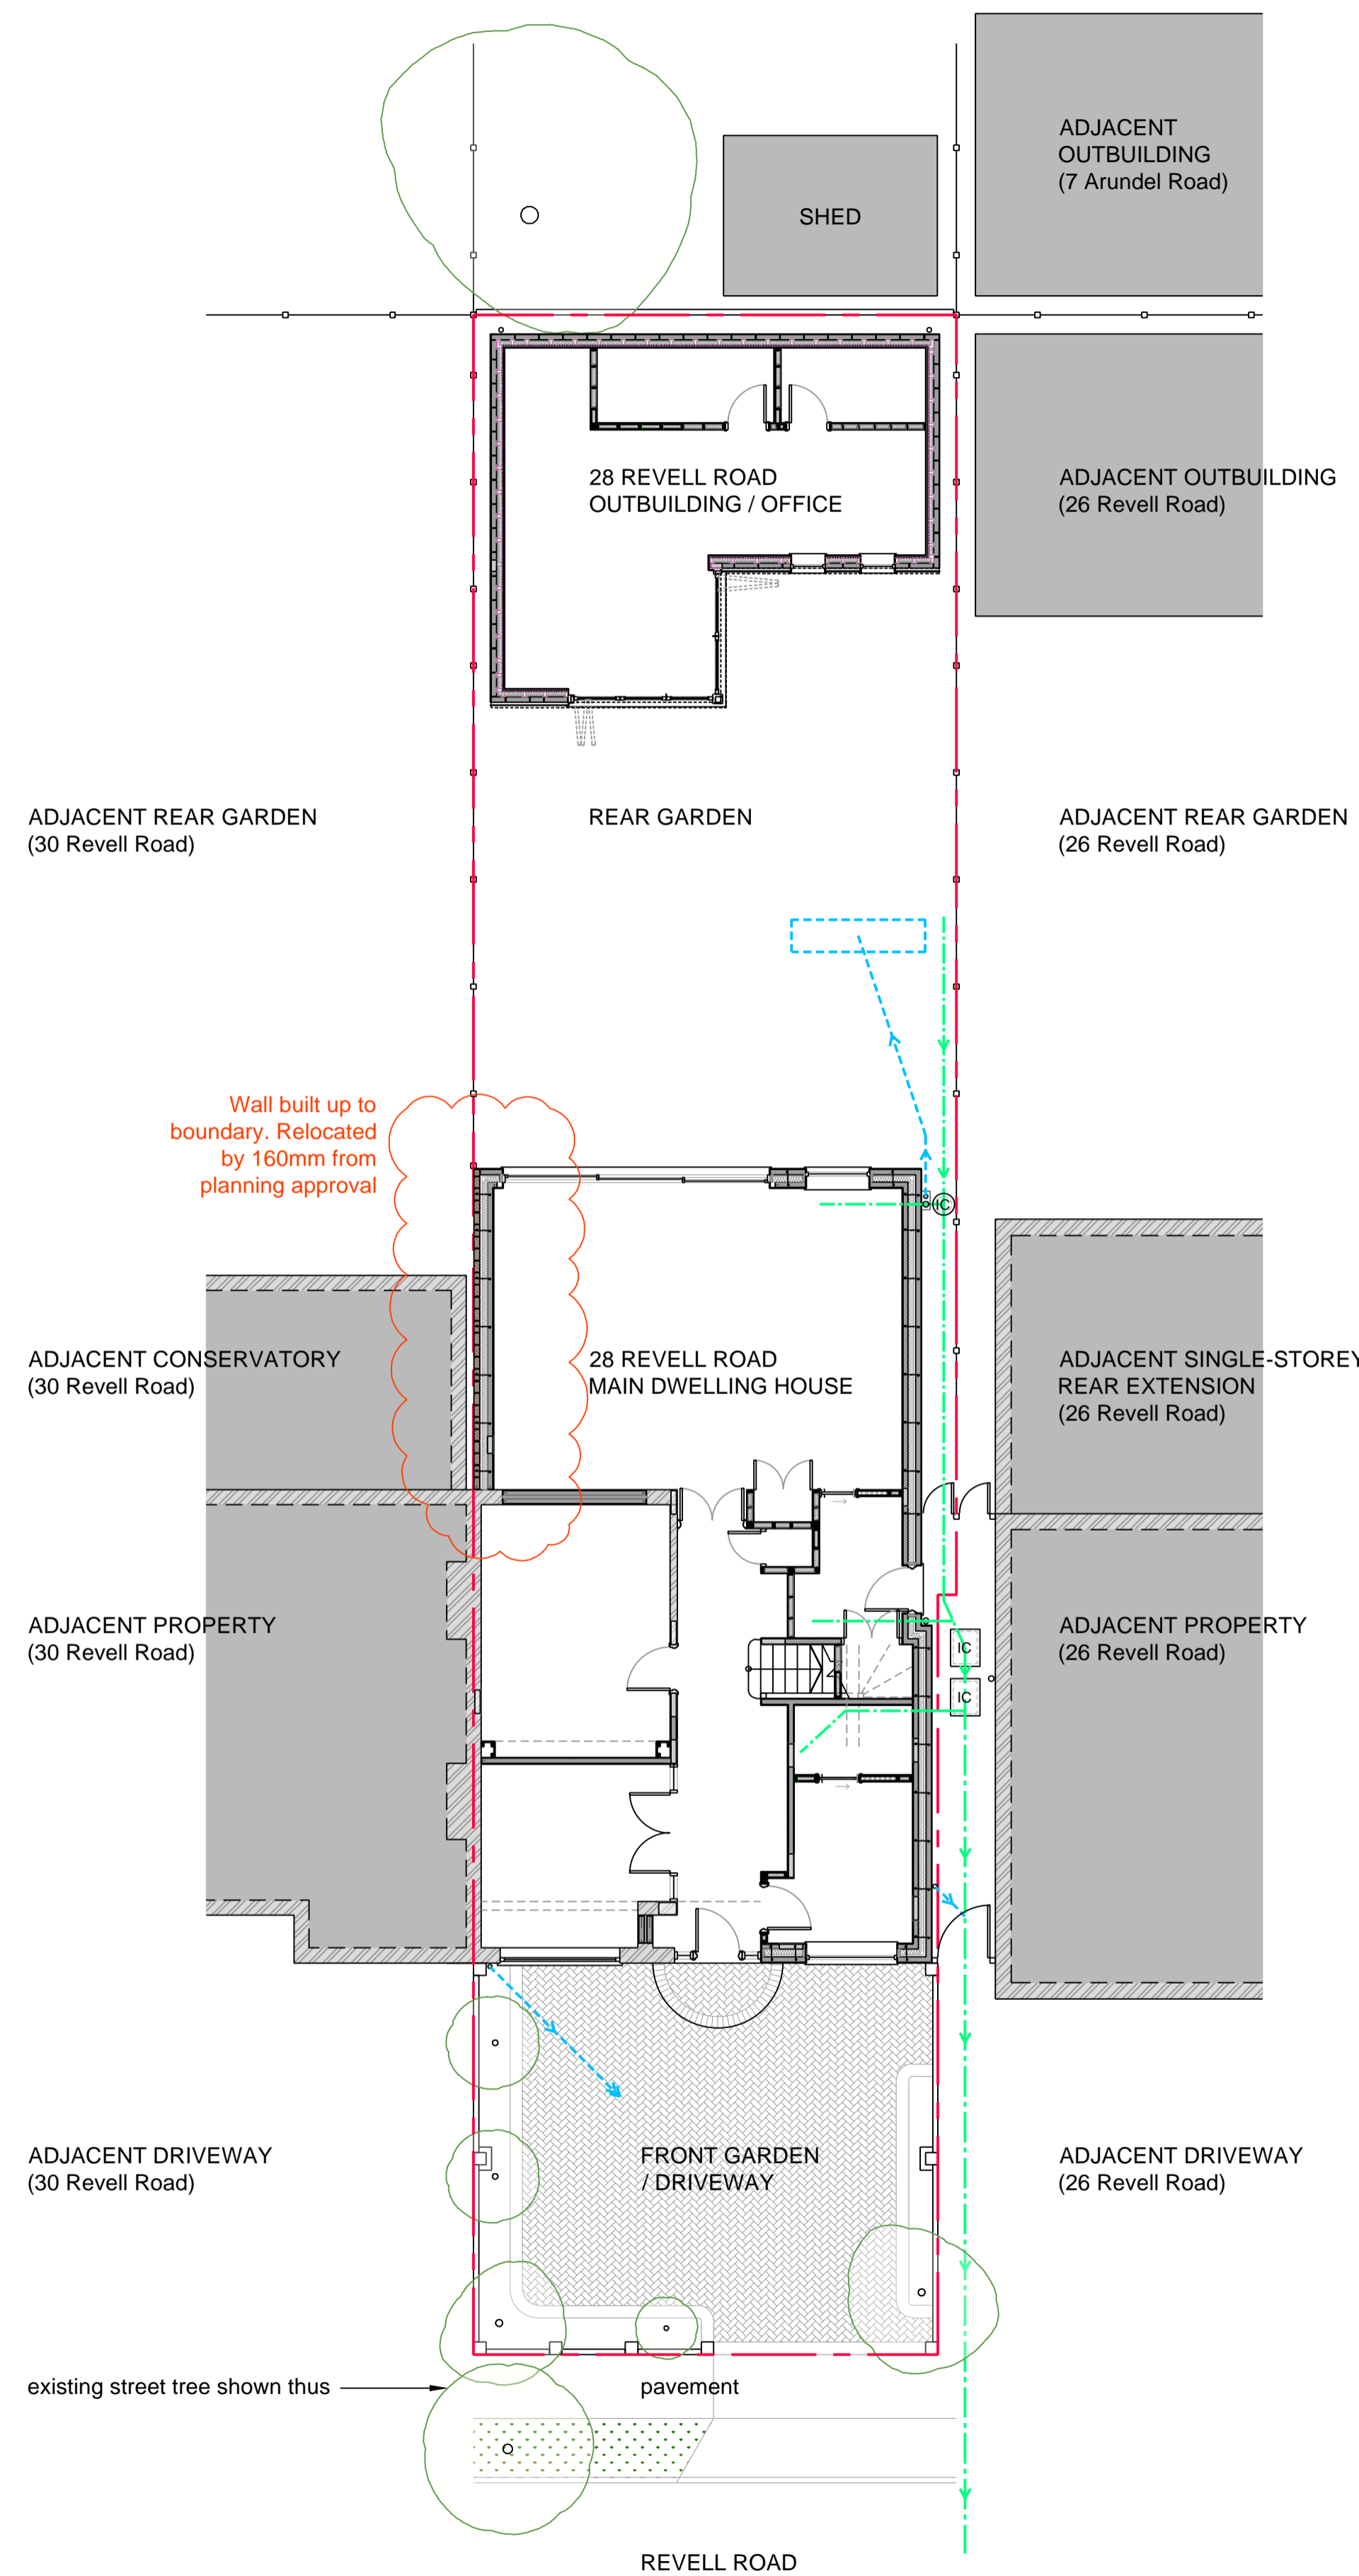 ADJACENT
OUTBUILDING
(7 Arundel Road)
SHED
28 REVELL ROAD
OUTBUILDING / OFFICE
ADJACENT OUTBUILDING
(26 Revell Road)
ADJACENT REAR GARDEN
(30 Revell Road)
REAR GARDEN
ADJACENT REAR GARDEN
(26 Revell Road)
Wall built up to
boundary. Relocated
by 160mm from
planning approval
IC
ADJACENT CONSERVATORY
(30 Revell Road)
28 REVELL ROAD
MAIN DWELLING HOUSE
ADJACENT SINGLE-STOREY
REAR EXTENSION
(26 Revell Road)
ADJACENT PROPERTY
(30 Revell Road)
IC
IC
ADJACENT PROPERTY
(26 Revell Road)
ADJACENT DRIVEWAY
(30 Revell Road)
FRONT GARDEN
/ DRIVEWAY
ADJACENT DRIVEWAY
(26 Revell Road)
existing street tree shown thus
pavement
REVELL ROAD